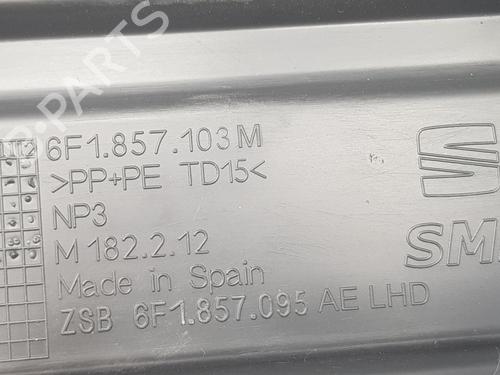 6F1.857.103 M
>PP+PE TD15<
NP3
M 182.2.12
Made in Spain
ZSB 6F1.857.095 AE LHD